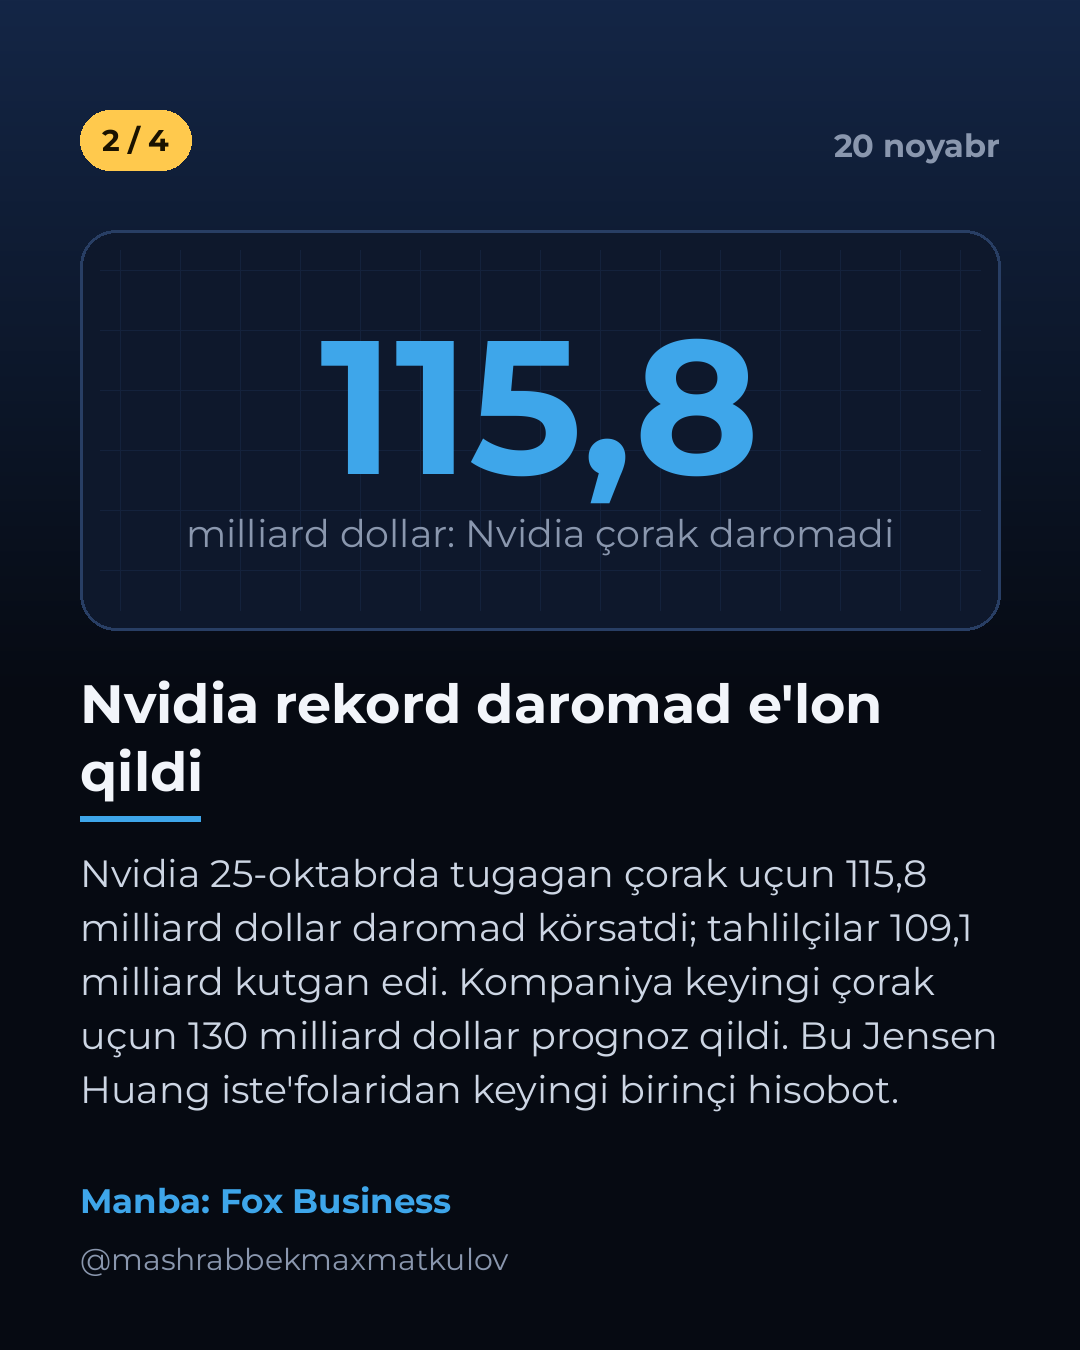 2 / 4
20 noyabr
115,8
milliard dollar: Nvidia çorak daromadi
Nvidia rekord daromad e'lon
qildi
Nvidia 25-oktabrda tugagan çorak uçun 115,8
milliard dollar daromad körsatdi; tahlilçilar 109,1
milliard kutgan edi. Kompaniya keyingi çorak
uçun 130 milliard dollar prognoz qildi. Bu Jensen
Huang iste'folaridan keyingi birinçi hisobot.
Manba: Fox Business
@mashrabbekmaxmatkulov